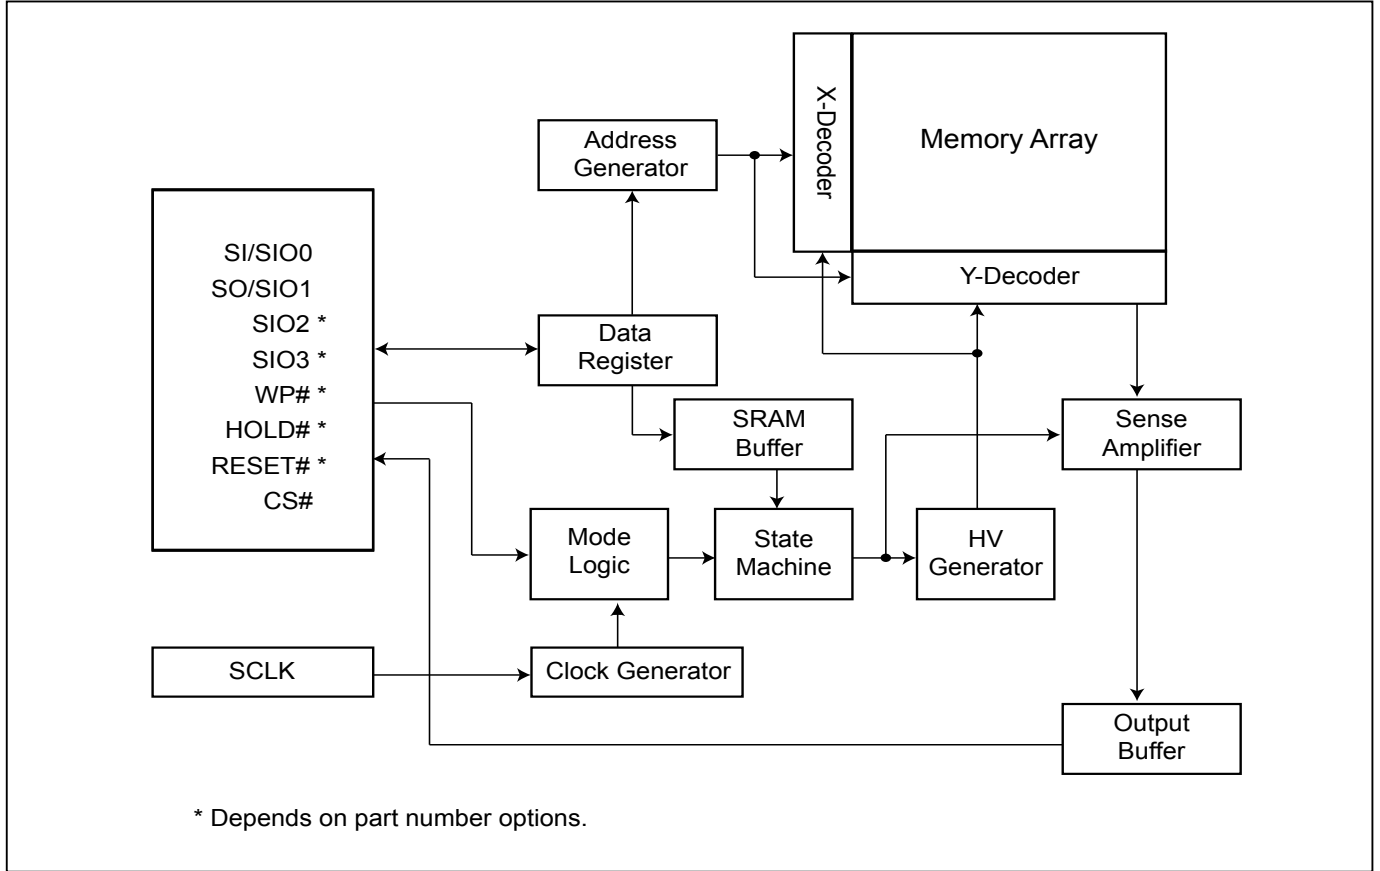 X-Decoder
Memory Array
Address
Generator
Y-Decoder
SI/SIO0
SO/SIO1
SIO2 *
SIO3 *
WP# *
HOLD# *
RESET# *
CS#
Data
Register
SRAM
Buffer
Sense
Amplifier
Mode
Logic
State
Machine
HV
Generator
SCLK
Clock Generator
Output
Buffer
* Depends on part number options.